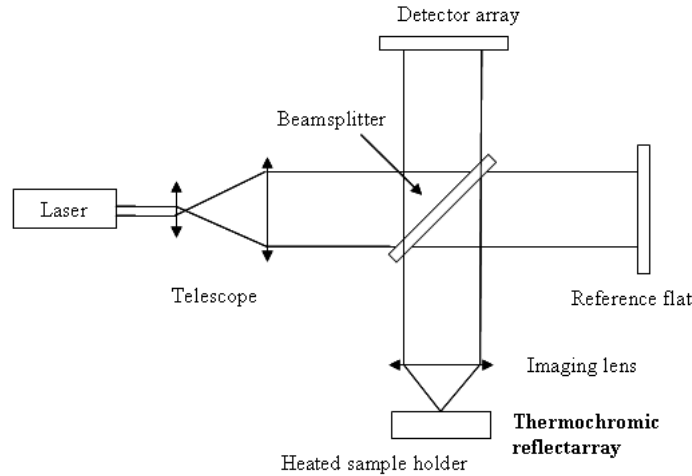 Detector array
Beamsplitter
Laser
Telescope
Reference flat
Imaging lens
Thermochromic
reflectarray
Heated sample holder